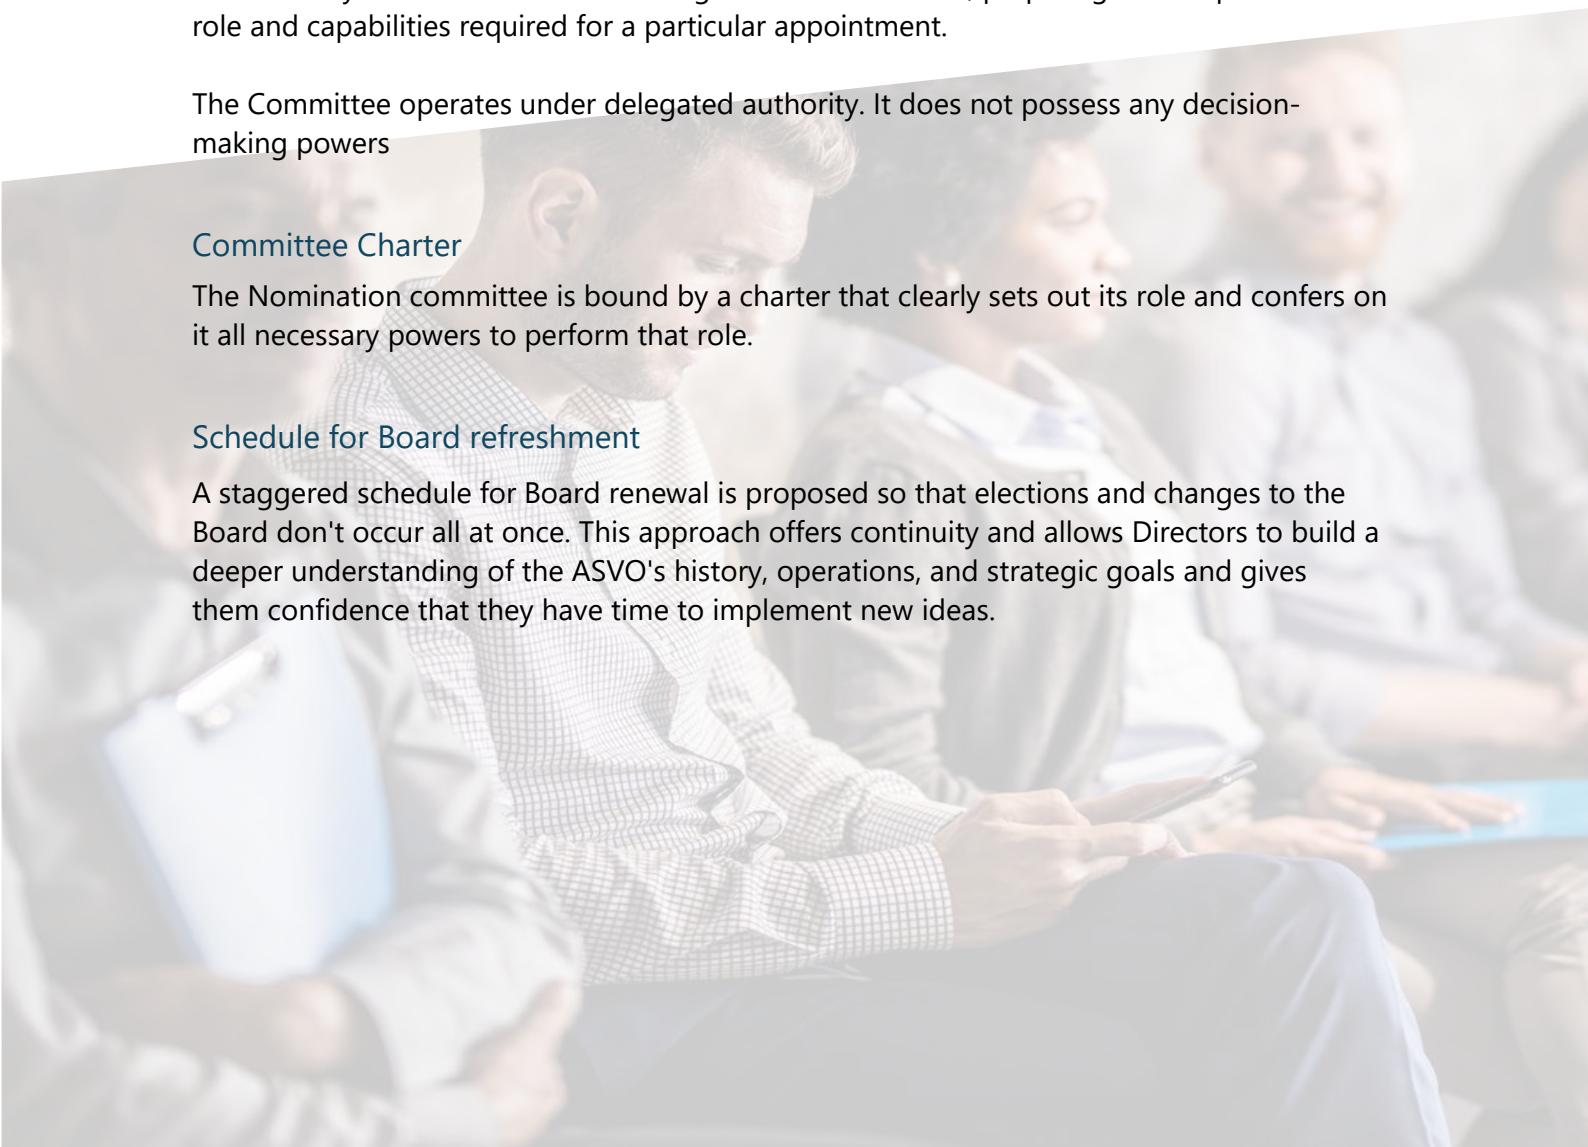 role and capabilities required for a particular appointment.
The Committee operates under delegated authority. It does not possess any decision-
making powers
Committee Charter
The Nomination committee is bound by a charter that clearly sets out its role and confers on
it all necessary powers to perform that role.
Schedule for Board refreshment
A staggered schedule for Board renewal is proposed so that elections and changes to the
Board don't occur all at once. This approach offers continuity and allows Directors to build a
deeper understanding of the ASVO's history, operations, and strategic goals and gives
them confidence that they have time to implement new ideas.